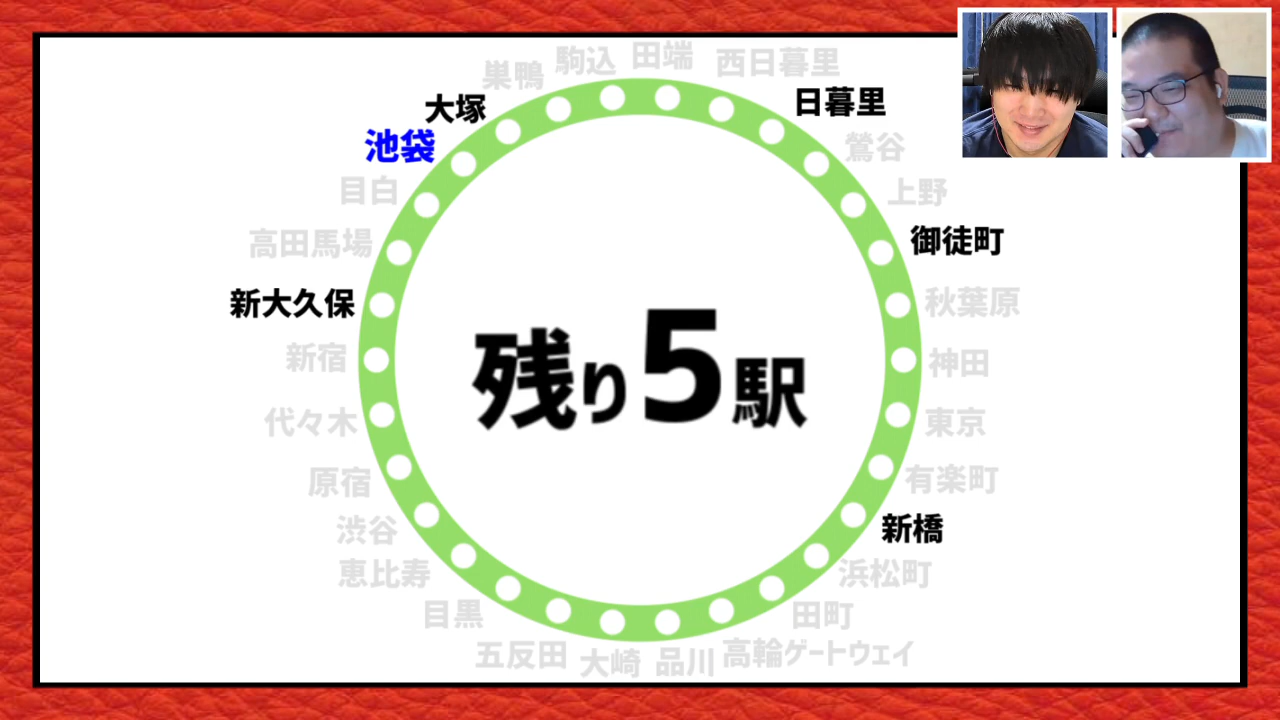 田端
駒込
西日暮里
巣鴨
日暮里
大塚
池袋
鶯谷
目白
上野
高田馬場
御徒町
新大久保
秋葉原
新宿
神田
残り5駅
代々木
東京
原宿
有楽町
渋谷
新橋
恵比寿
浜松町
目黒
田町
五反田
大崎
品川
高輪ゲートウェイ